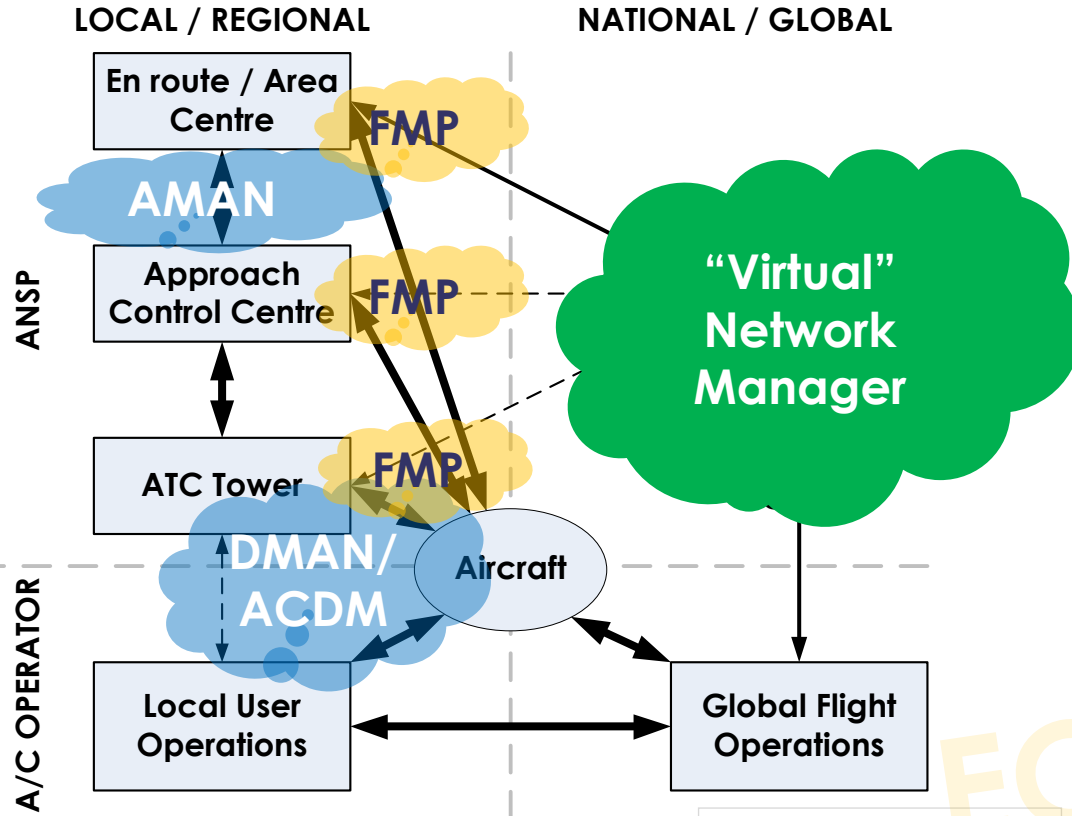 LOCAL / REGIONAL
NATIONAL / GLOBAL
En route / Area
Centre
FMP
AMAN
ANSP
Approach
Control Centre
FMP
“Virtual”
Network
Manager
ATC Tower
FMP
DMAN/
ACDM
Aircraft
A/C OPERATOR
Local User
Operations
Global Flight
Operations